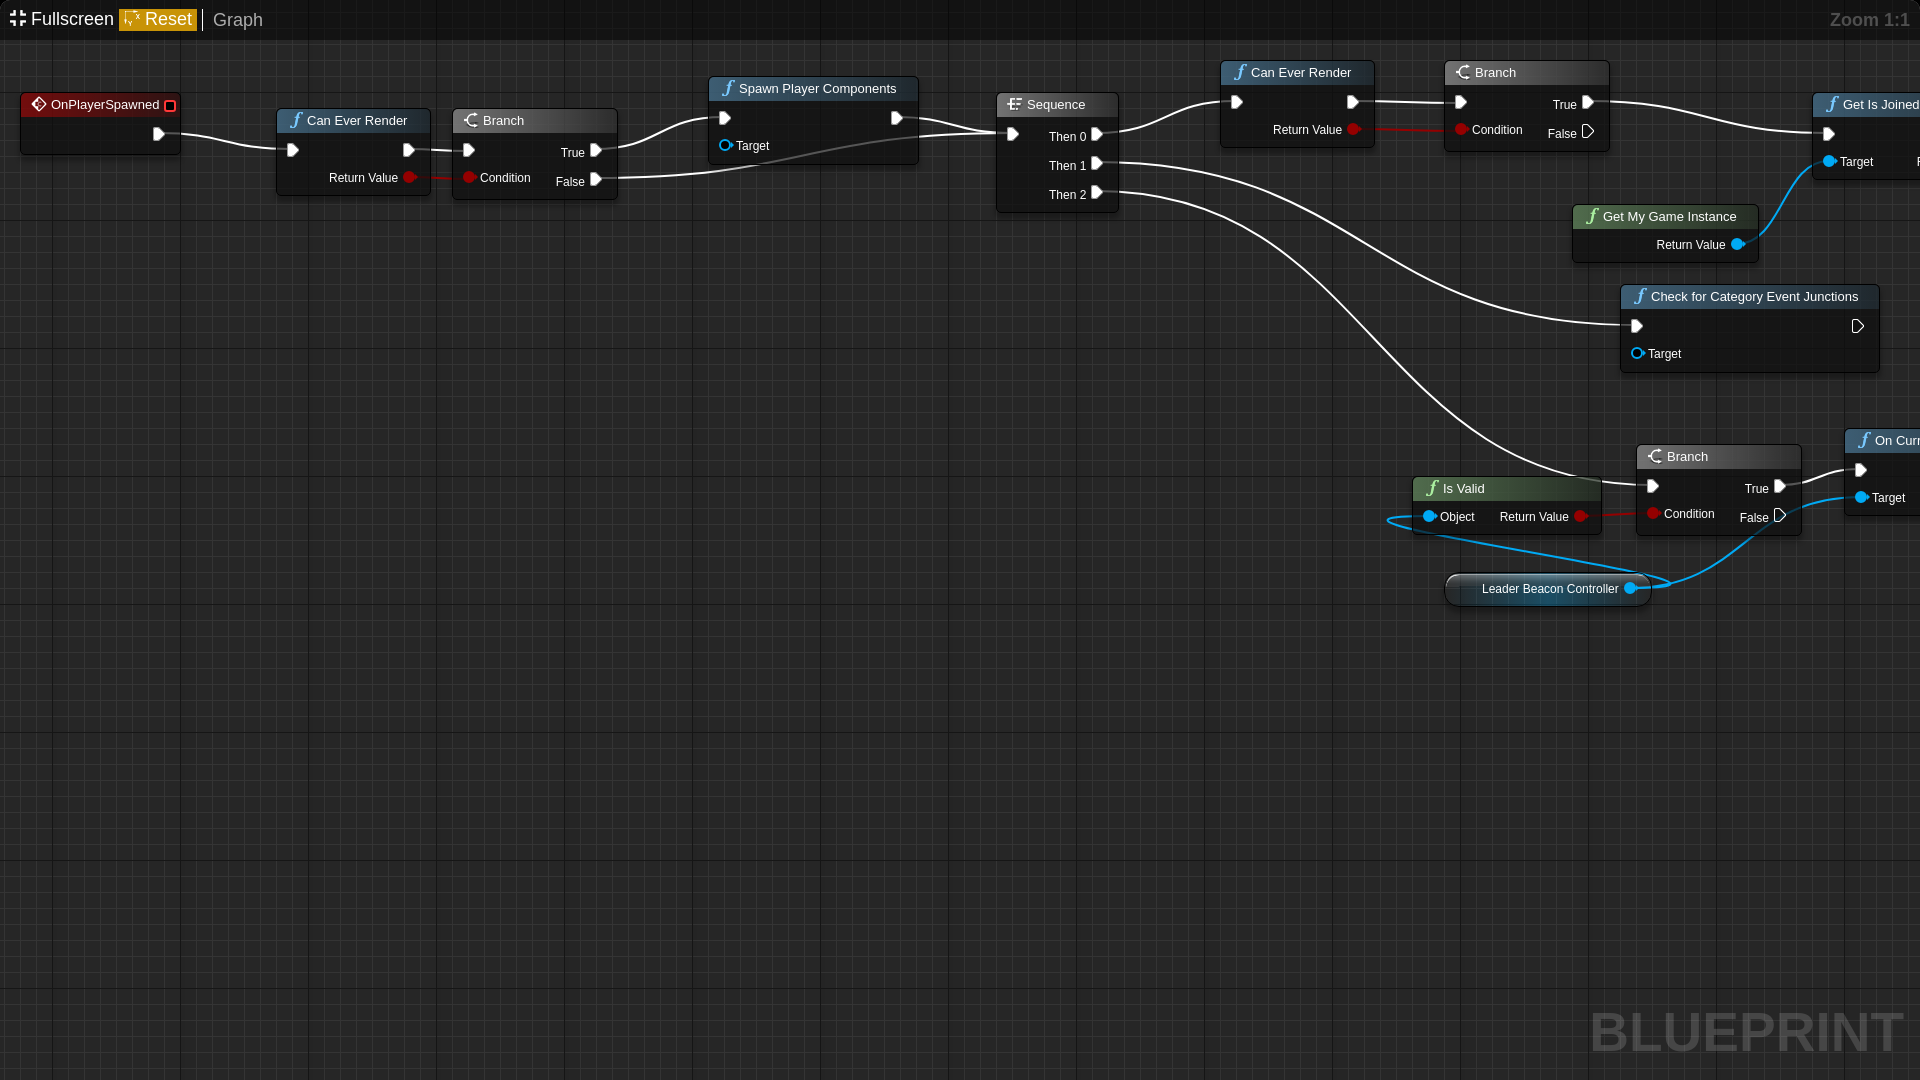 Fullscreen Reset Graph Zoom 1:1
OnPlayerSpawned
Can Ever Render
Return Value
Branch
True
Condition
False
Spawn Player Components
Target
Sequence
Then 0
Then 1
Then 2
Can Ever Render
Return Value
Branch
True
Condition
False
Get Is Joined
Target
Get My Game Instance
Return Value
Check for Category Event Junctions
Target
Is Valid
Object Return Value
Branch
True
Condition
False
On Curr
Target
Leader Beacon Controller
BLUEPRINT